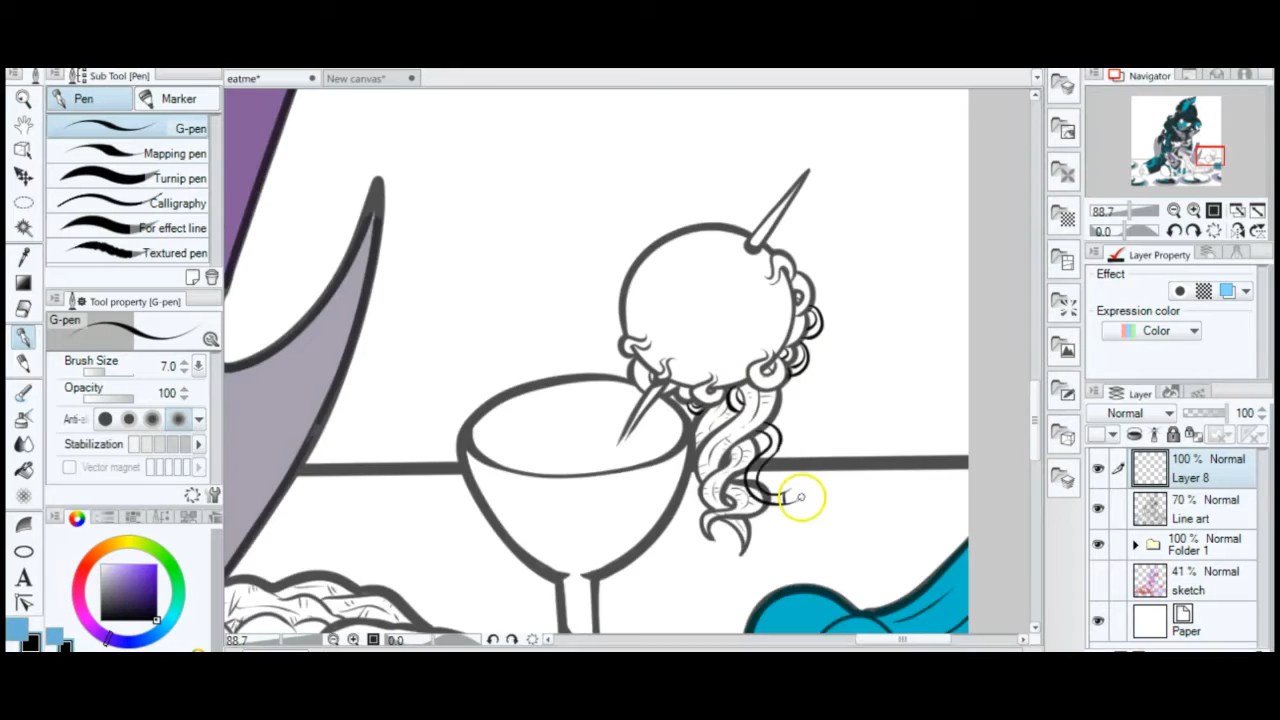 Sub Tool [Pen]
eatme*
New canvas*
Navigator
Pen
Marker
G-pen
Mapping pen
Turnip pen
Calligraphy
For effect line
Textured pen
Tool property [G-pen]
G-pen
Brush Size 7.0
Opacity 100
Anti-al
Stabilization
Vector magnet
88.7
0.0
88.7
0.0
Layer Property
Effect
Expression color
Color
Layer
Normal 100
100 % Normal
Layer 8
70 % Normal
Line art
100 % Normal
Folder 1
41 % Normal
sketch
Paper
A